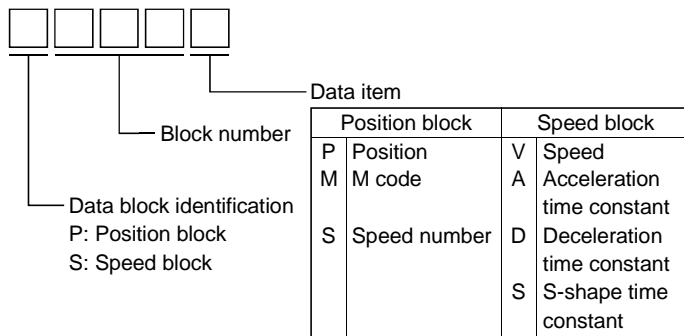 Data item
Block number
Data block identification
P: Position block
S: Speed block
Position block Speed block
P Position V Speed
M M code A Acceleration
time constant
S Speed number D Deceleration
time constant
S S-shape time
constant